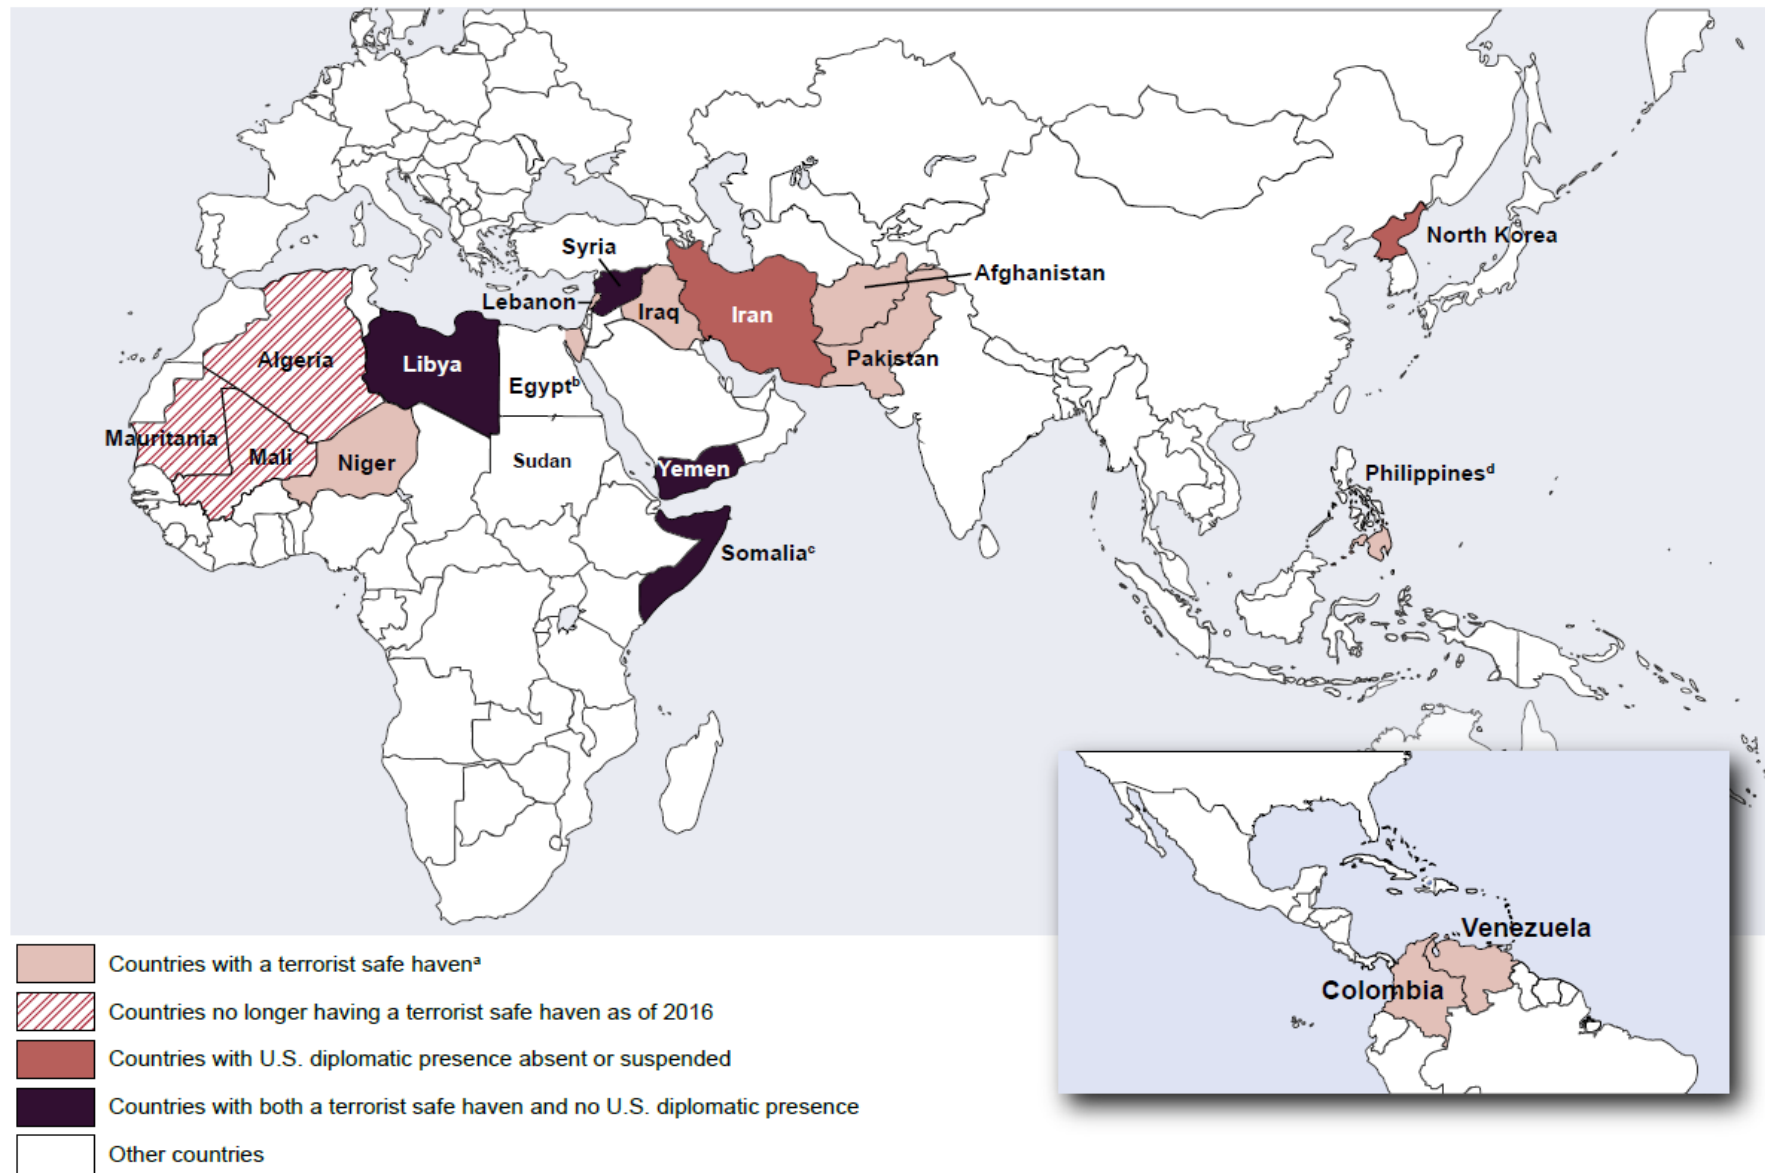 North Korea
Syria
Afghanistan
Lebanon
Iraq
Iran
Algeria
Libya
Pakistan
Egyptᵇ
Mauritania
Mali
Niger
Sudan
Yemen
Philippinesᵈ
Somaliaᶜ
Venezuela
Colombia
Countries with a terrorist safe havenᵃ
Countries no longer having a terrorist safe haven as of 2016
Countries with U.S. diplomatic presence absent or suspended
Countries with both a terrorist safe haven and no U.S. diplomatic presence
Other countries